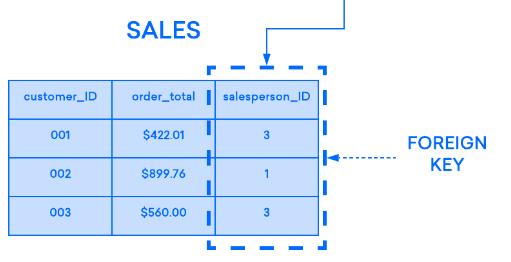 SALES
customer_ID order_total salesperson_ID
001 $422.01 3
002 $899.76 1
003 $560.00 3
FOREIGN
KEY